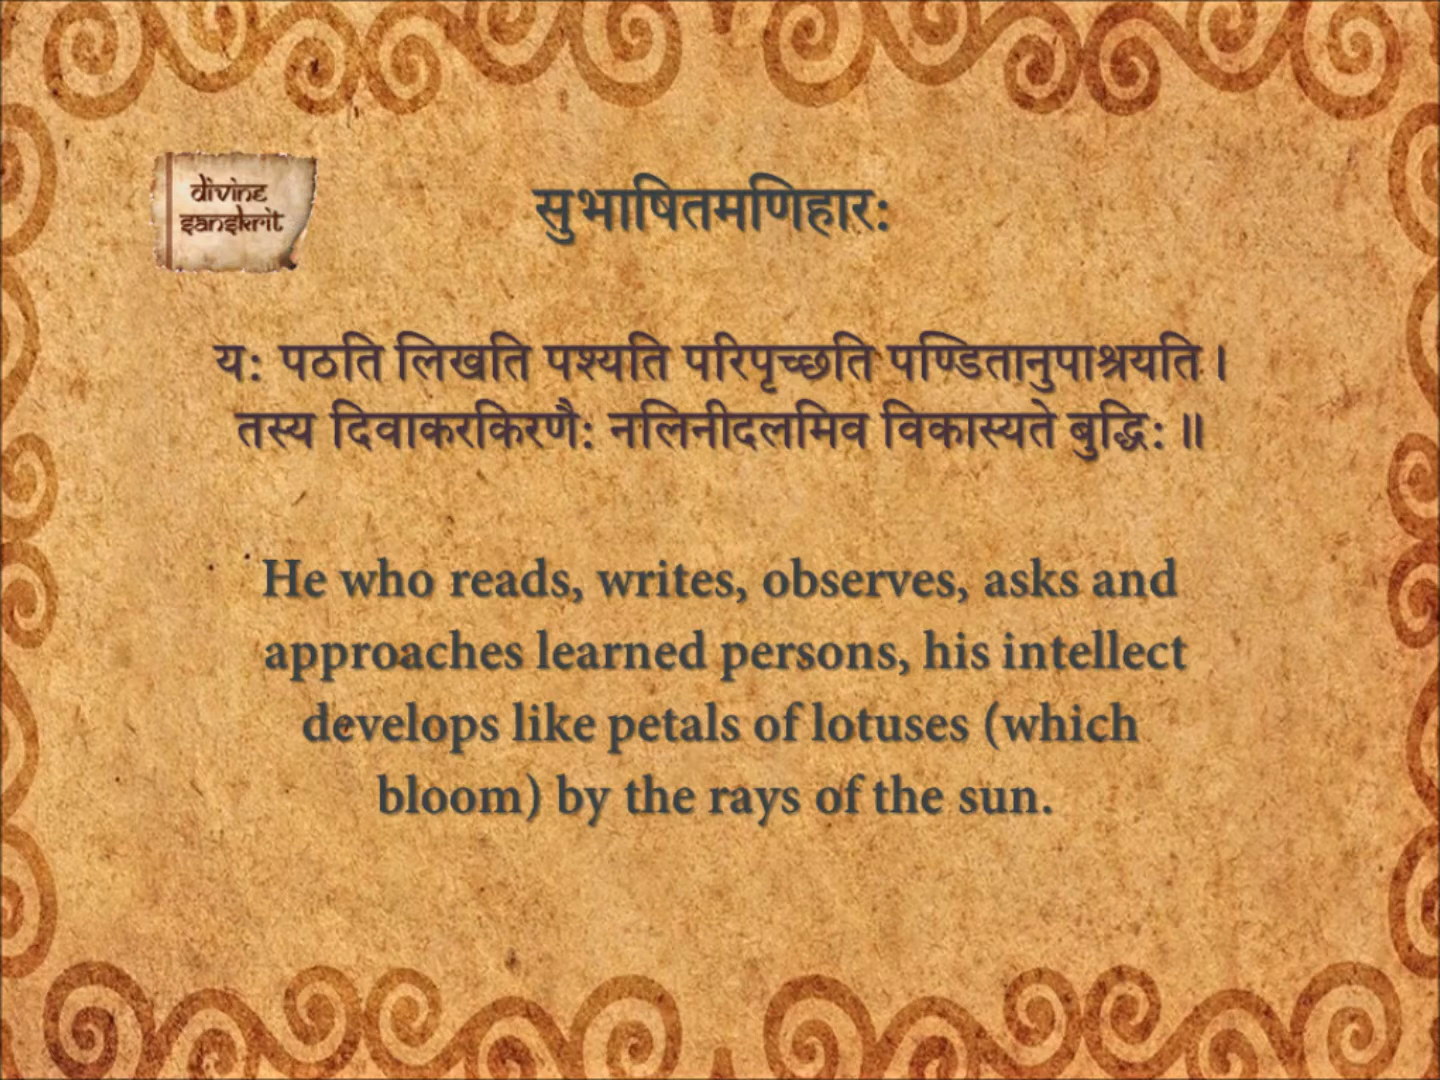 divine
sanskrit
सुभाषितमणिहारः
यः पठति लिखति पश्यति परिपृच्छति पण्डितानुपाश्रयति ।
तस्य दिवाकरकिरणैः नलिनीदलमिव विकास्यते बुद्धिः ॥
He who reads, writes, observes, asks and
approaches learned persons, his intellect
develops like petals of lotuses (which
bloom) by the rays of the sun.